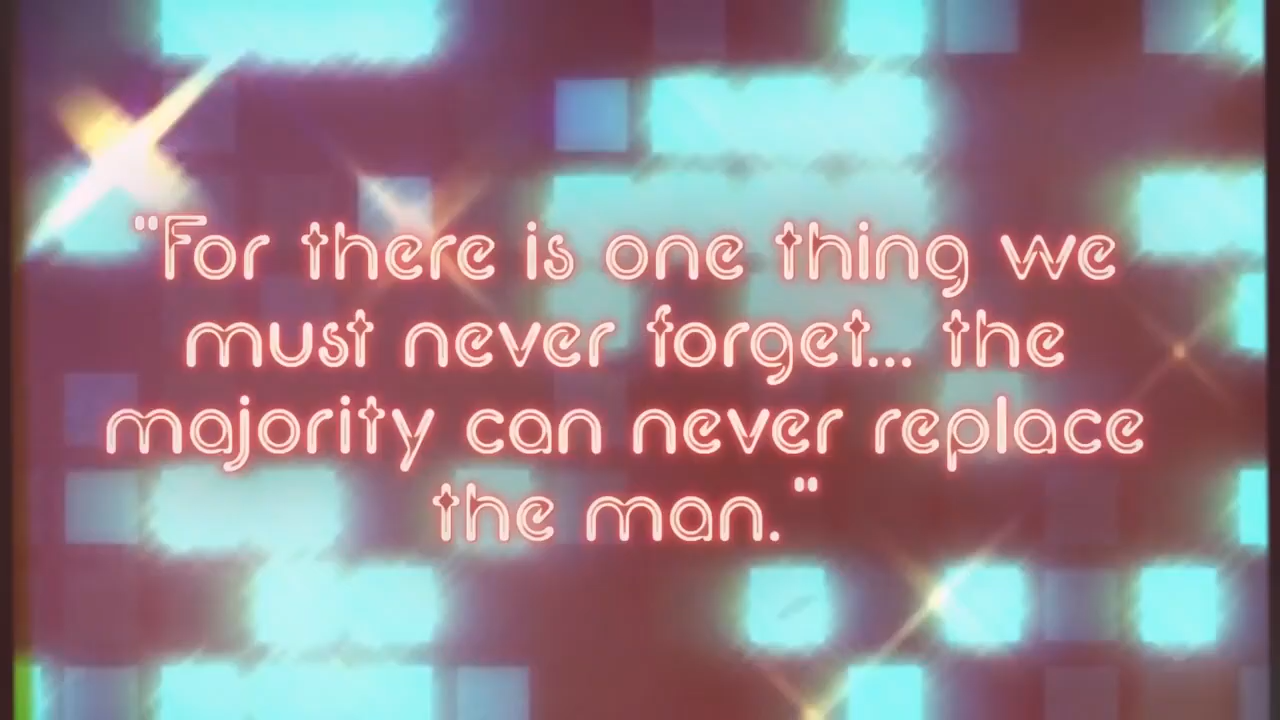 "For there is one thing we
must never forget... the
majority can never replace
the man."